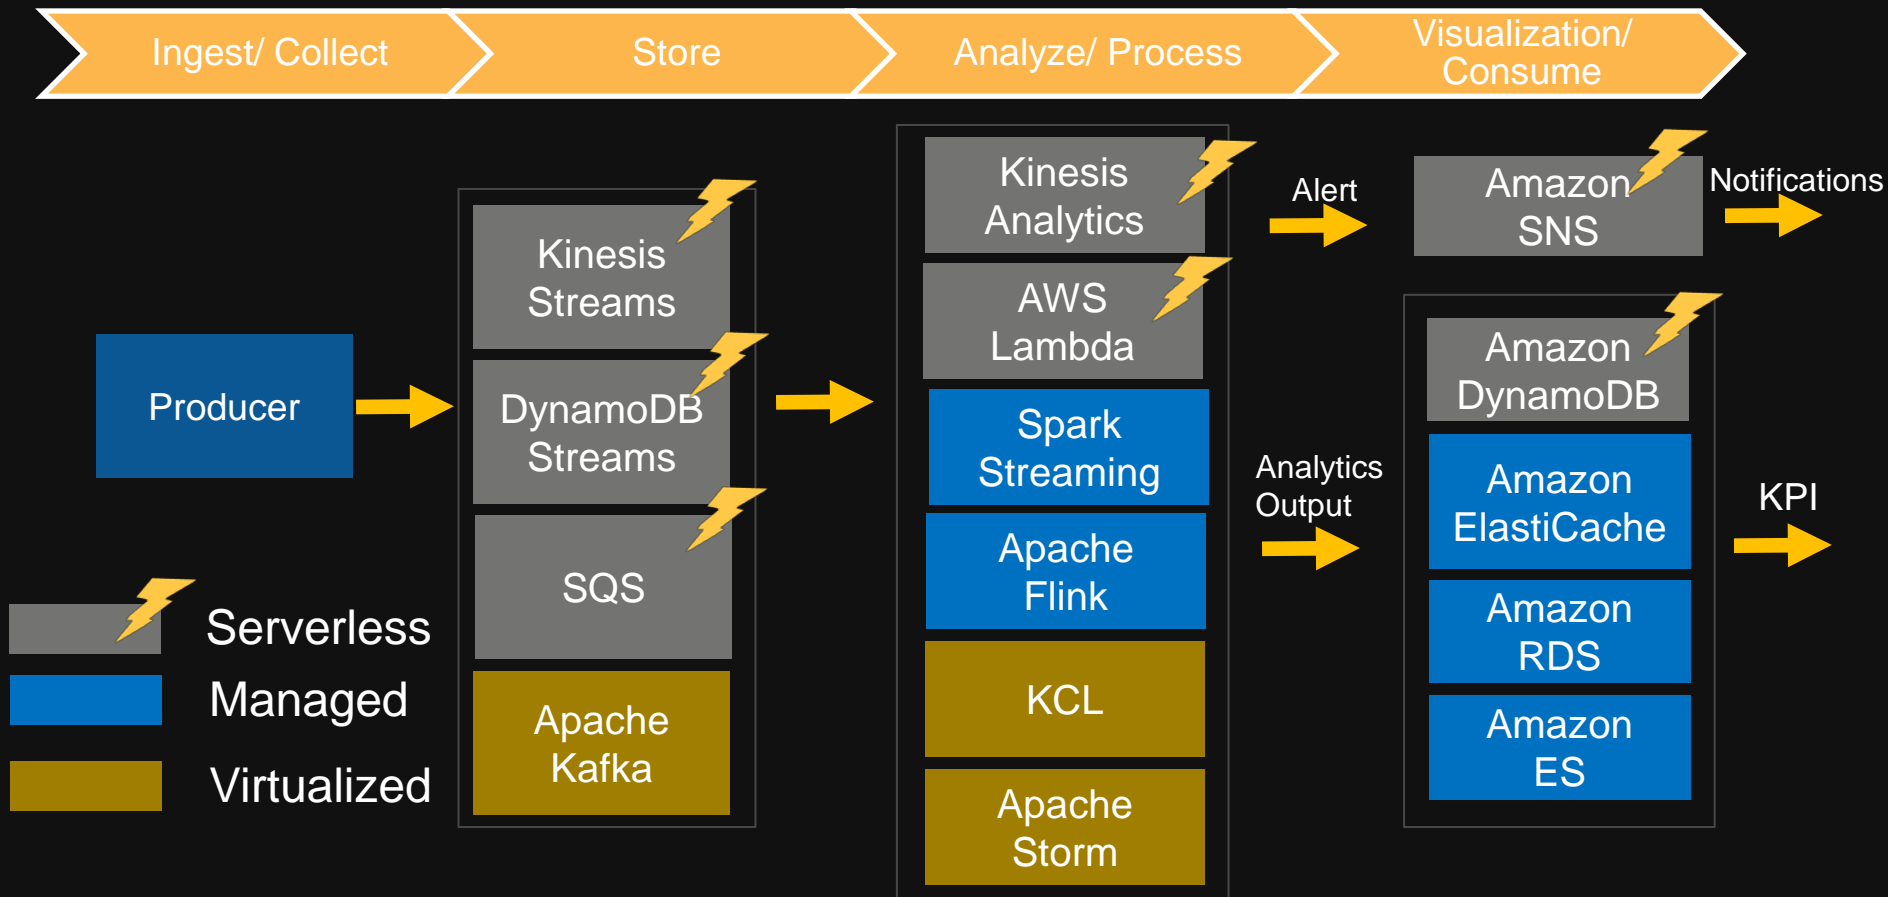 Ingest/ Collect
Store
Analyze/ Process
Visualization/
Consume
Producer
Kinesis
Streams
DynamoDB
Streams
SQS
Apache
Kafka
Kinesis
Analytics
AWS
Lambda
Spark
Streaming
Apache
Flink
KCL
Apache
Storm
Alert
Analytics
Output
Amazon
SNS
Notifications
Amazon
DynamoDB
Amazon
ElastiCache
Amazon
RDS
Amazon
ES
KPI
Serverless
Managed
Virtualized